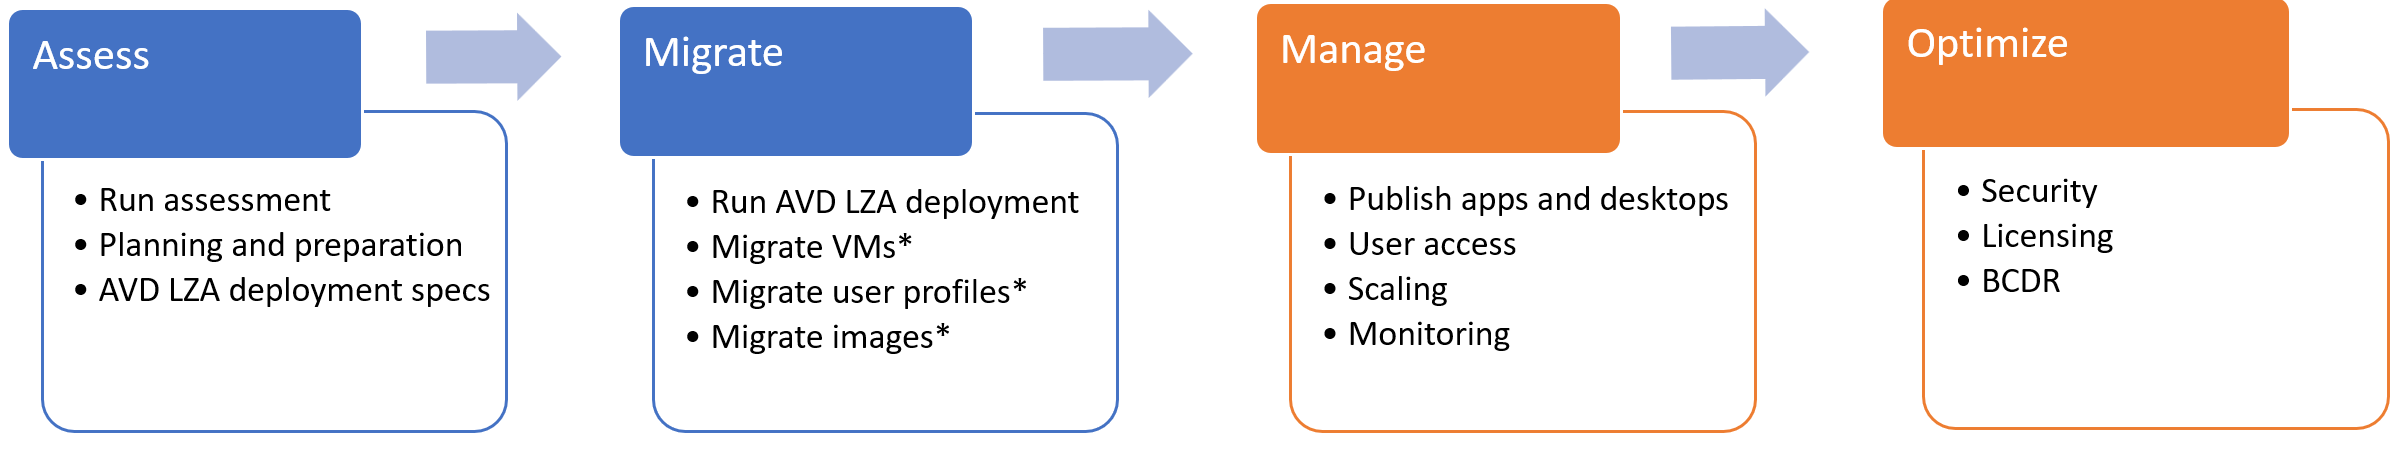 Assess
• Run assessment
• Planning and preparation
• AVD LZA deployment specs
Migrate
• Run AVD LZA deployment
• Migrate VMs*
• Migrate user profiles*
• Migrate images*
Manage
• Publish apps and desktops
• User access
• Scaling
• Monitoring
Optimize
• Security
• Licensing
• BCDR